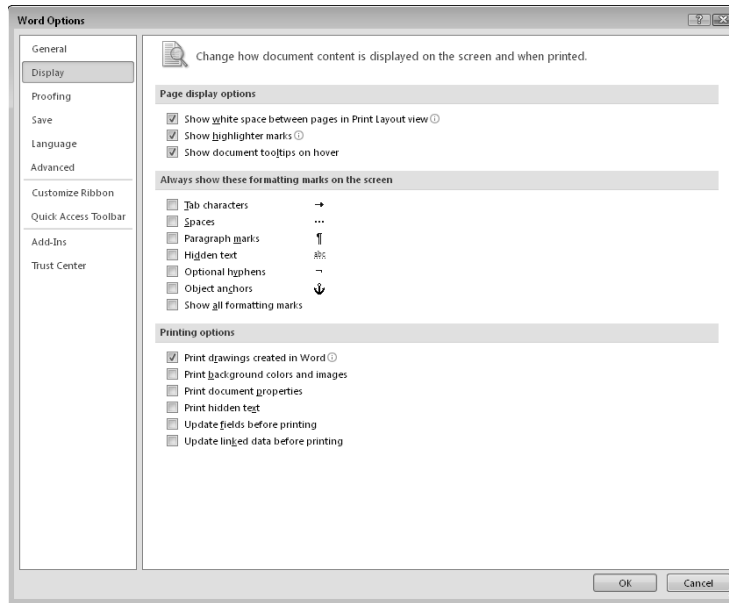 Word Options
General
Display
Proofing
Save
Language
Advanced
Customize Ribbon
Quick Access Toolbar
Add-Ins
Trust Center
Change how document content is displayed on the screen and when printed.
Page display options
Show white space between pages in Print Layout view
Show highlighter marks
Show document tooltips on hover
Always show these formatting marks on the screen
Tab characters →
Spaces ...
Paragraph marks ¶
Hidden text abc
Optional hyphens ¬
Object anchors
Show all formatting marks
Printing options
Print drawings created in Word
Print background colors and images
Print document properties
Print hidden text
Update fields before printing
Update linked data before printing
OK Cancel